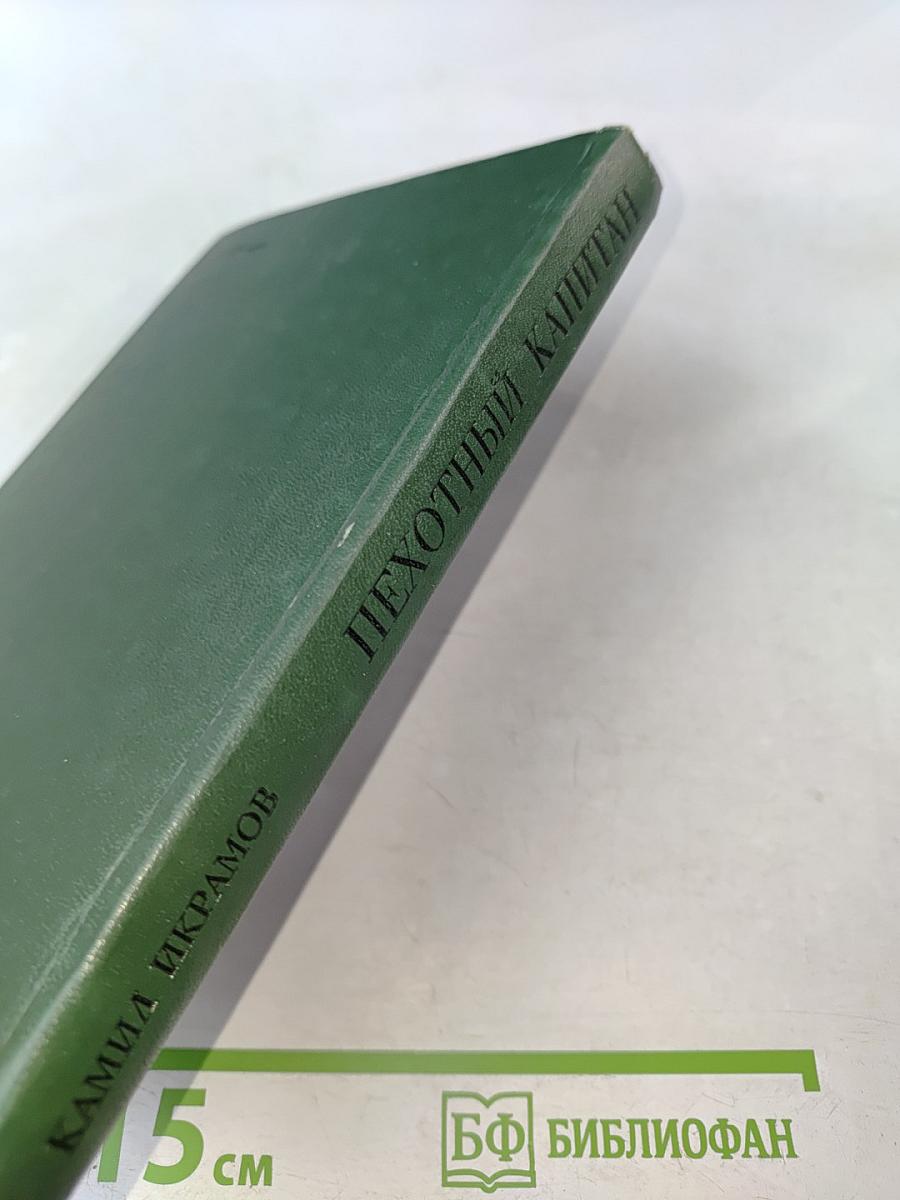 КАМИЛ ИКРАМОВ
ПЕХОТНЫЙ КАПИТАН
15 см
БФ БИБЛИОФАН